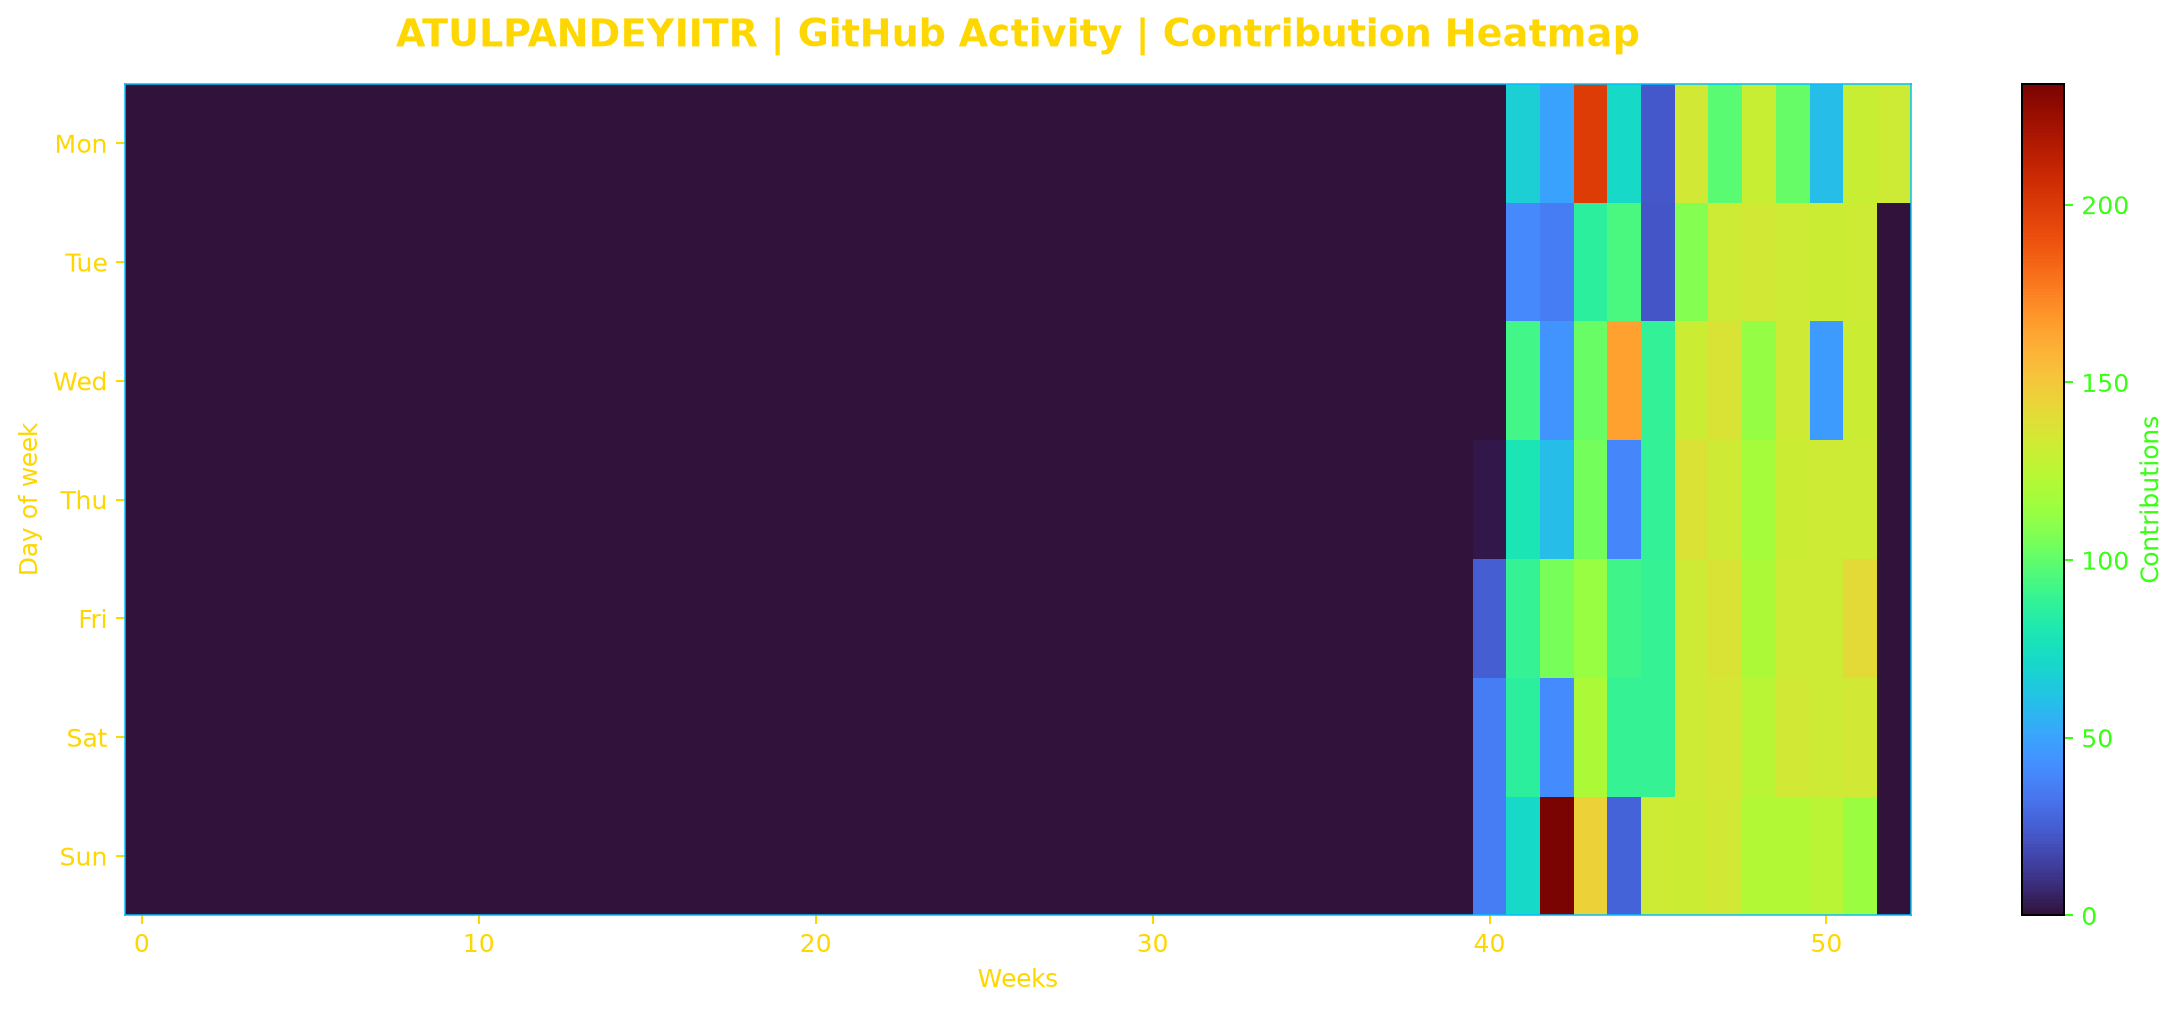 ATULPANDEYIITR | GitHub Activity | Contribution Heatmap
Day of week
Mon
Tue
Wed
Thu
Fri
Sat
Sun
0 10 20 30 40 50
Weeks
200
150
100
50
0
Contributions